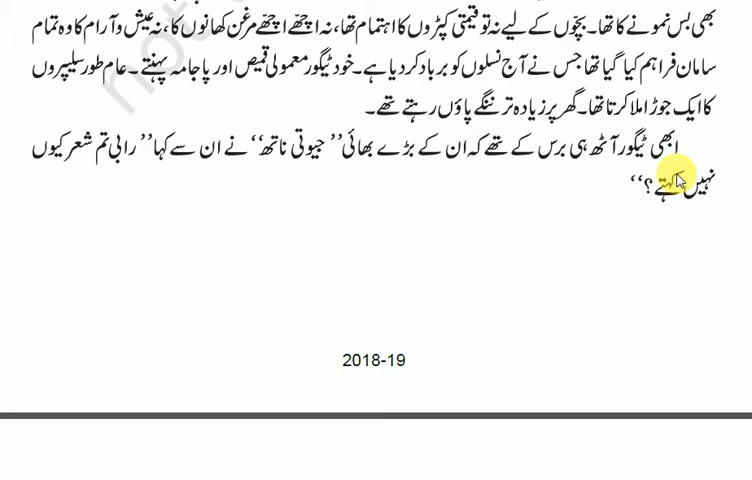 بھی بس نمونے کا تھا۔ بچوں کے لیے نہ تو قیمتی کپڑوں کا اہتمام تھا، نہ اچھے اچھے مرغن کھانوں کا، نہ عیش و آرام کا وہ تمام
سامان فراہم کیا گیا تھا جس نے آج نسلوں کو برباد کر دیا ہے۔ خود ٹیگور معمولی قمیص اور پاجامہ پہنتے۔ عام طور سلیپروں
کا ایک جوڑا ملا کرتا تھا۔ گھر پر زیادہ تر ننگے پاؤں رہتے تھے۔
ابھی ٹیگور آٹھ ہی برس کے تھے کہ ان کے بڑے بھائی ”جیوتی ناتھ“ نے ان سے کہا ”رابی تم شعر کیوں
نہیں کہتے؟“
not
2018-19